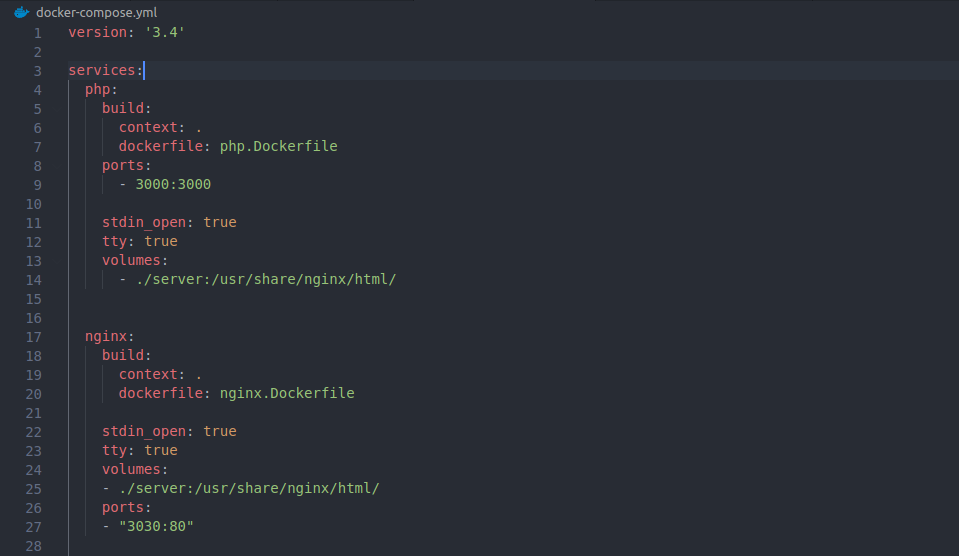 docker-compose.yml
1 version: '3.4'
2
3 services:
4 php:
5 build:
6 context: .
7 dockerfile: php.Dockerfile
8 ports:
9 - 3000:3000
10
11 stdin_open: true
12 tty: true
13 volumes:
14 - ./server:/usr/share/nginx/html/
15
16
17 nginx:
18 build:
19 context: .
20 dockerfile: nginx.Dockerfile
21
22 stdin_open: true
23 tty: true
24 volumes:
25 - ./server:/usr/share/nginx/html/
26 ports:
27 - "3030:80"
28